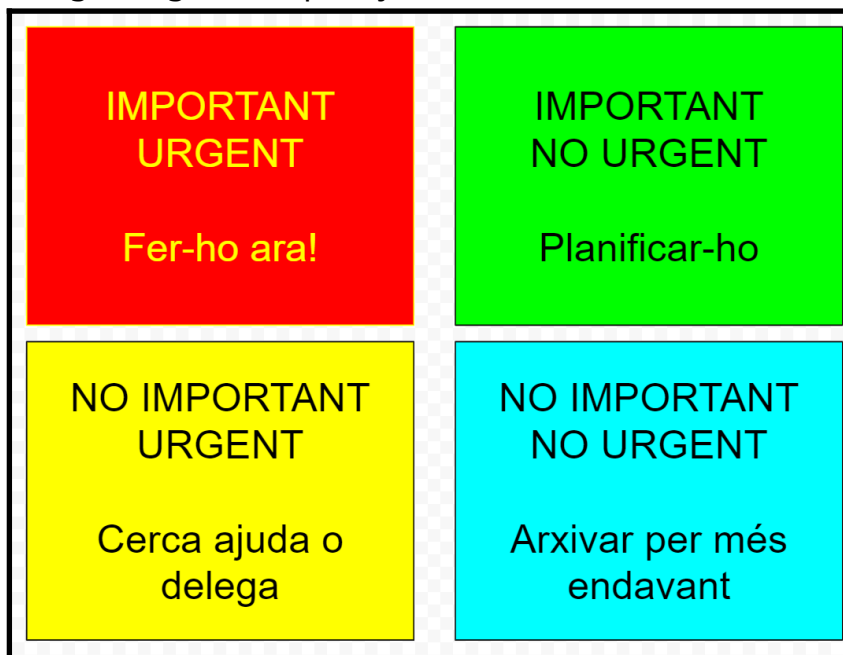 IMPORTANT
URGENT
Fer-ho ara!
IMPORTANT
NO URGENT
Planificar-ho
NO IMPORTANT
URGENT
Cerca ajuda o
delega
NO IMPORTANT
NO URGENT
Arxivar per més
endavant